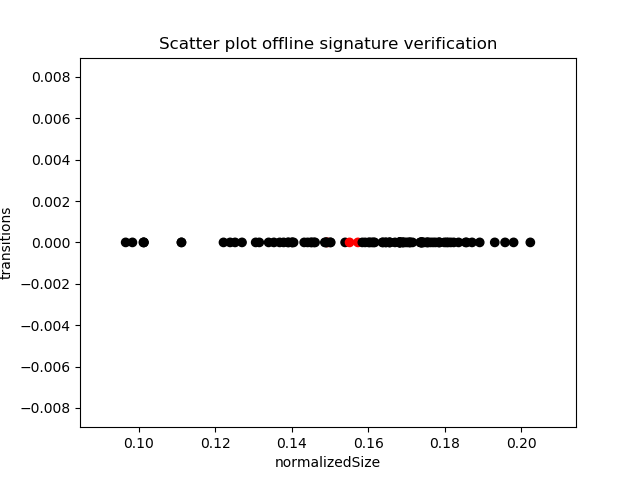 Scatter plot offline signature verification
0.008
0.006
0.004
0.002
0.000
−0.002
−0.004
−0.006
−0.008
transitions
0.10 0.12 0.14 0.16 0.18 0.20
normalizedSize